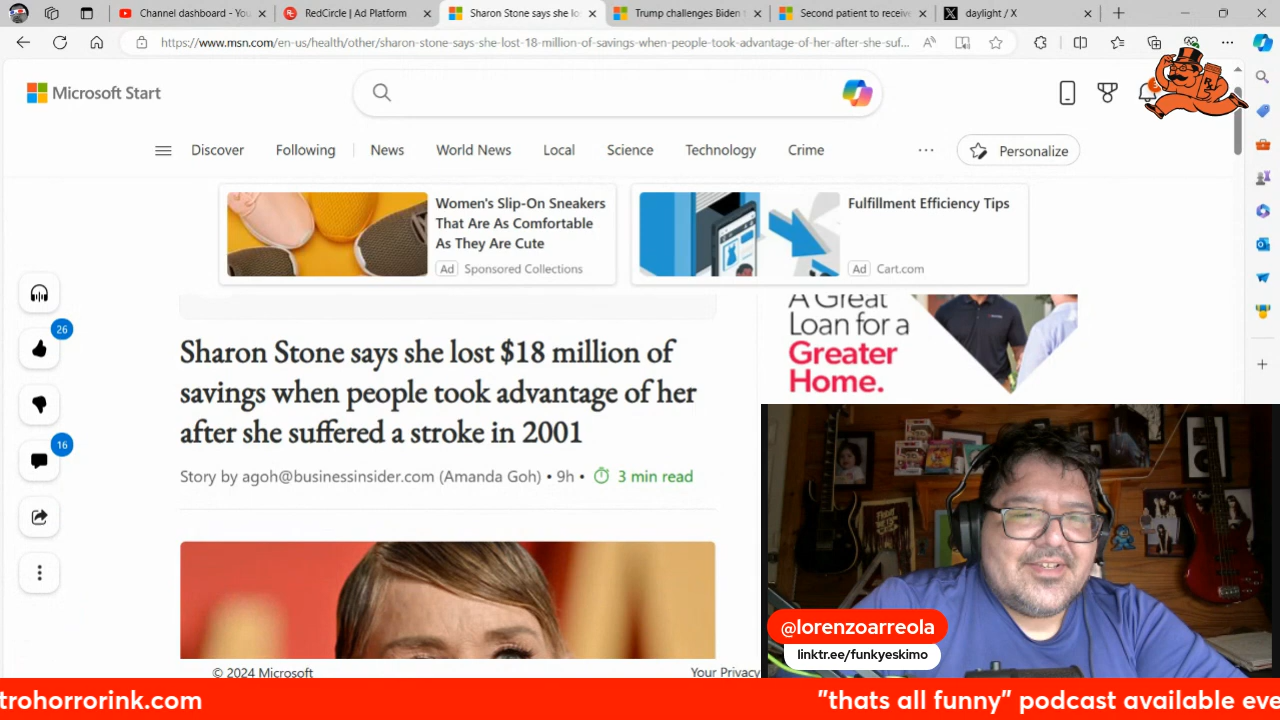 Channel dashboard - You
RedCircle | Ad Platform
Sharon Stone says she los
Trump challenges Biden t
Second patient to receive
daylight / X
https://www.msn.com/en-us/health/other/sharon-stone-says-she-lost-18-million-of-savings-when-people-took-advantage-of-her-after-she-suf...
Microsoft Start
Discover Following News World News Local Science Technology Crime ... Personalize
Women's Slip-On Sneakers
That Are As Comfortable
As They Are Cute
Ad Sponsored Collections
Fulfillment Efficiency Tips
Ad Cart.com
A Great
Loan for a
Greater
Home.
26
16
Sharon Stone says she lost $18 million of
savings when people took advantage of her
after she suffered a stroke in 2001
Story by agoh@businessinsider.com (Amanda Goh) • 9h • 3 min read
© 2024 Microsoft
Your Privacy
@lorenzoarreola
linktr.ee/funkyeskimo
trohorrorink.com
"thats all funny" podcast available eve